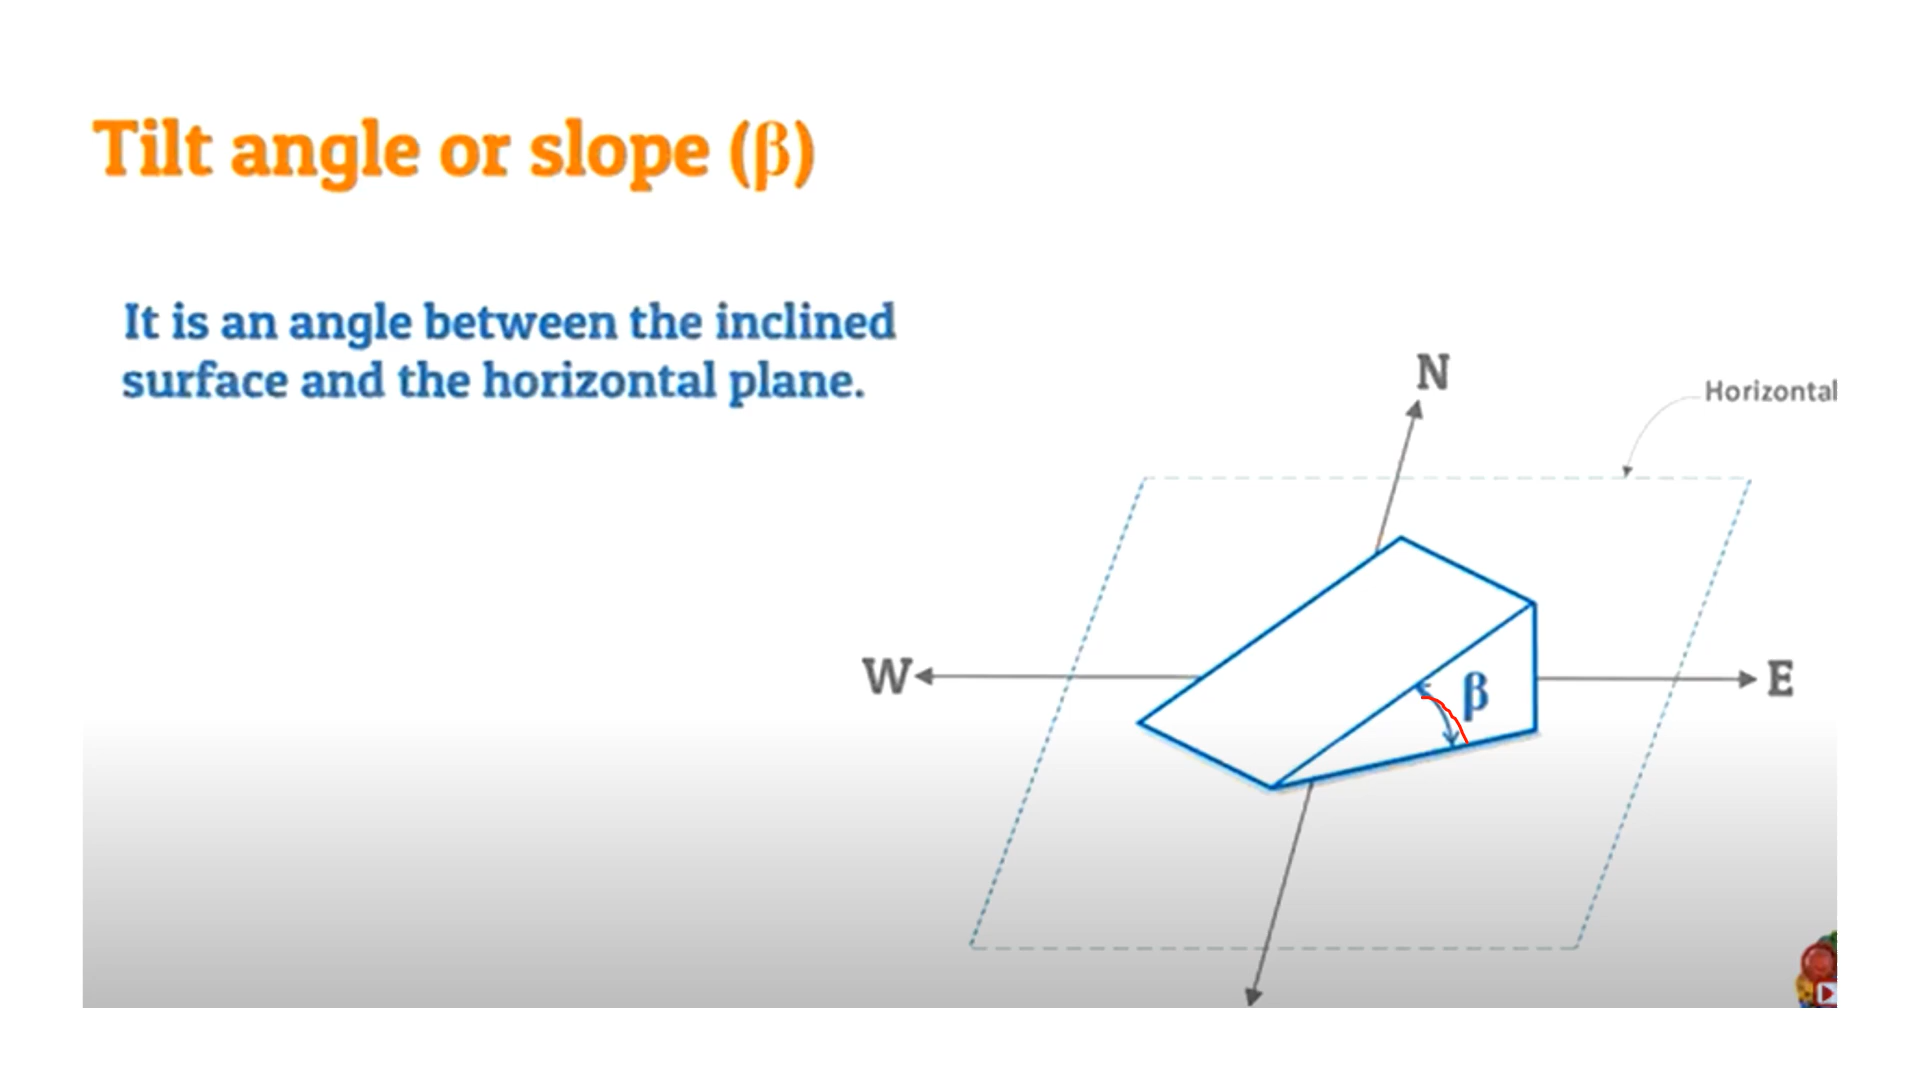 Tilt angle or slope (β)
It is an angle between the inclined
surface and the horizontal plane.
N
Horizontal
W
β
E